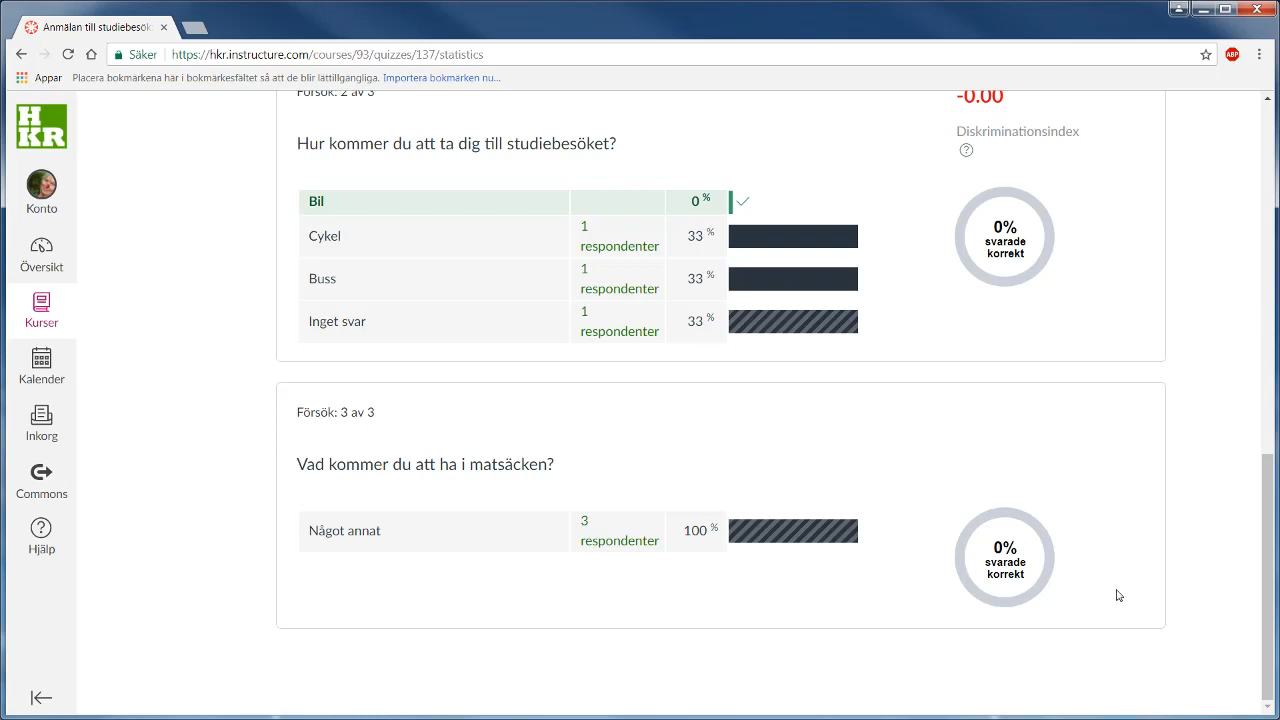 Anmälan till studiebesök
Säker
https://hkr.instructure.com/courses/93/quizzes/137/statistics
ABP
Appar
Placera bokmärkena här i bokmärkesfältet så att de blir lättillgängliga. Importera bokmärken nu...
H
KR
Konto
Översikt
Kurser
Kalender
Inkorg
Commons
Hjälp
Försök: 2 av 3
-0.00
Diskriminationsindex
?
Hur kommer du att ta dig till studiebesöket?
Bil 0 %
Cykel 1 respondenter 33 %
Buss 1 respondenter 33 %
Inget svar 1 respondenter 33 %
0%
svarade
korrekt
Försök: 3 av 3
Vad kommer du att ha i matsäcken?
Något annat 3 respondenter 100 %
0%
svarade
korrekt